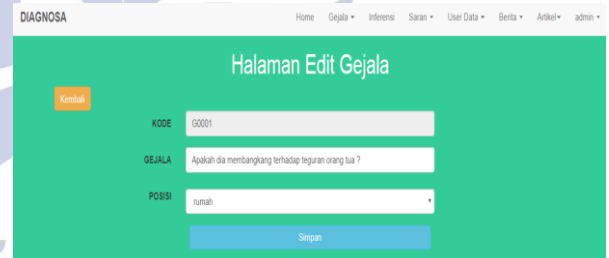 DIAGNOSA Home Gejala Inferensi Saran User Data Berita Artikel admin
Halaman Edit Gejala
Kembali
KODE G0001
GEJALA Apakah dia membangkang terhadap teguran orang tua ?
POSISI rumah
Simpan